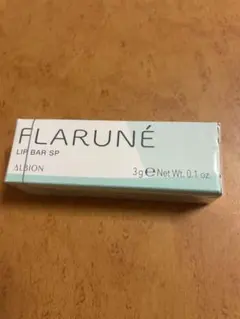 FLARUNÉ
LIP BAR SP
ALBION
3g ℮ Net Wt. 0.1 oz.